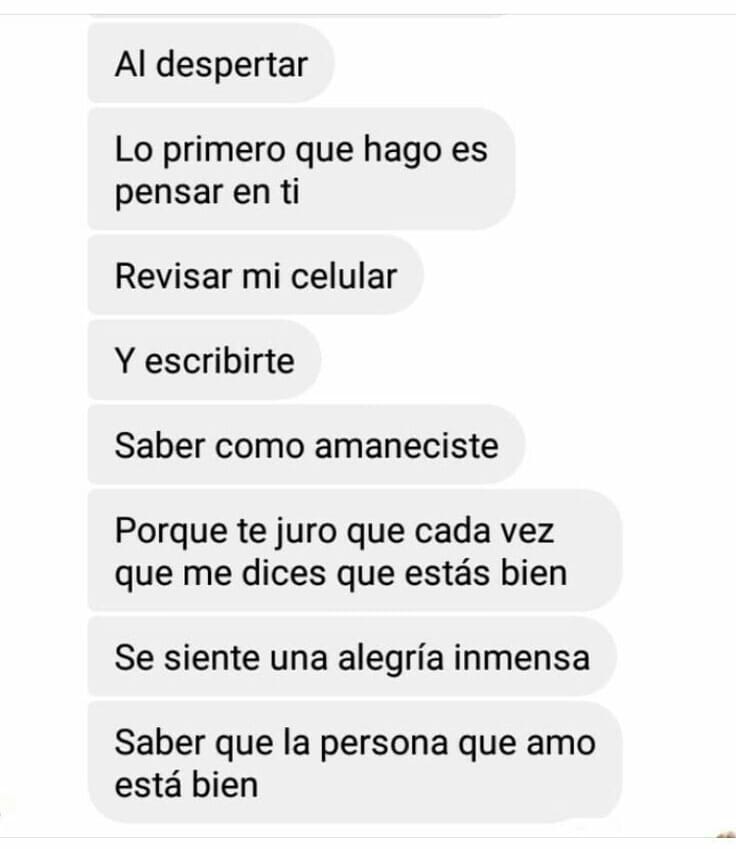 Al despertar
Lo primero que hago es
pensar en ti
Revisar mi celular
Y escribirte
Saber como amaneciste
Porque te juro que cada vez
que me dices que estás bien
Se siente una alegría inmensa
Saber que la persona que amo
está bien